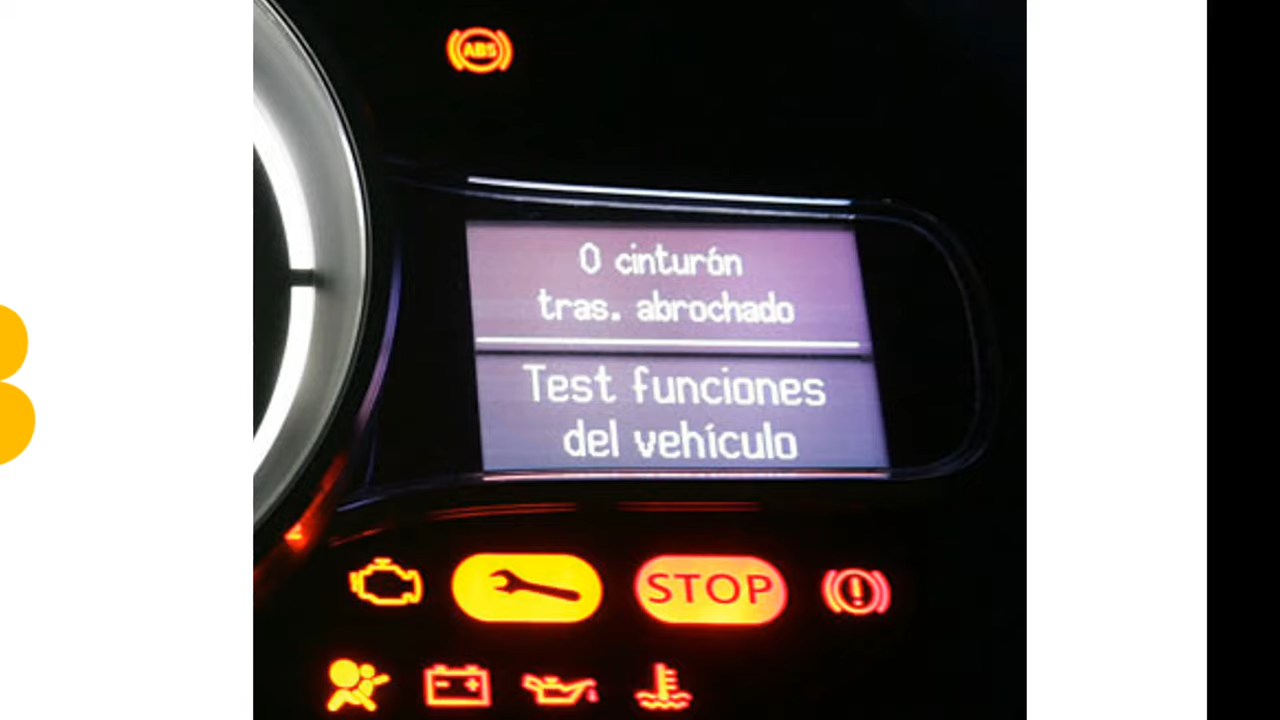 ABS
0 cinturón
tras. abrochado
Test funciones
del vehículo
STOP